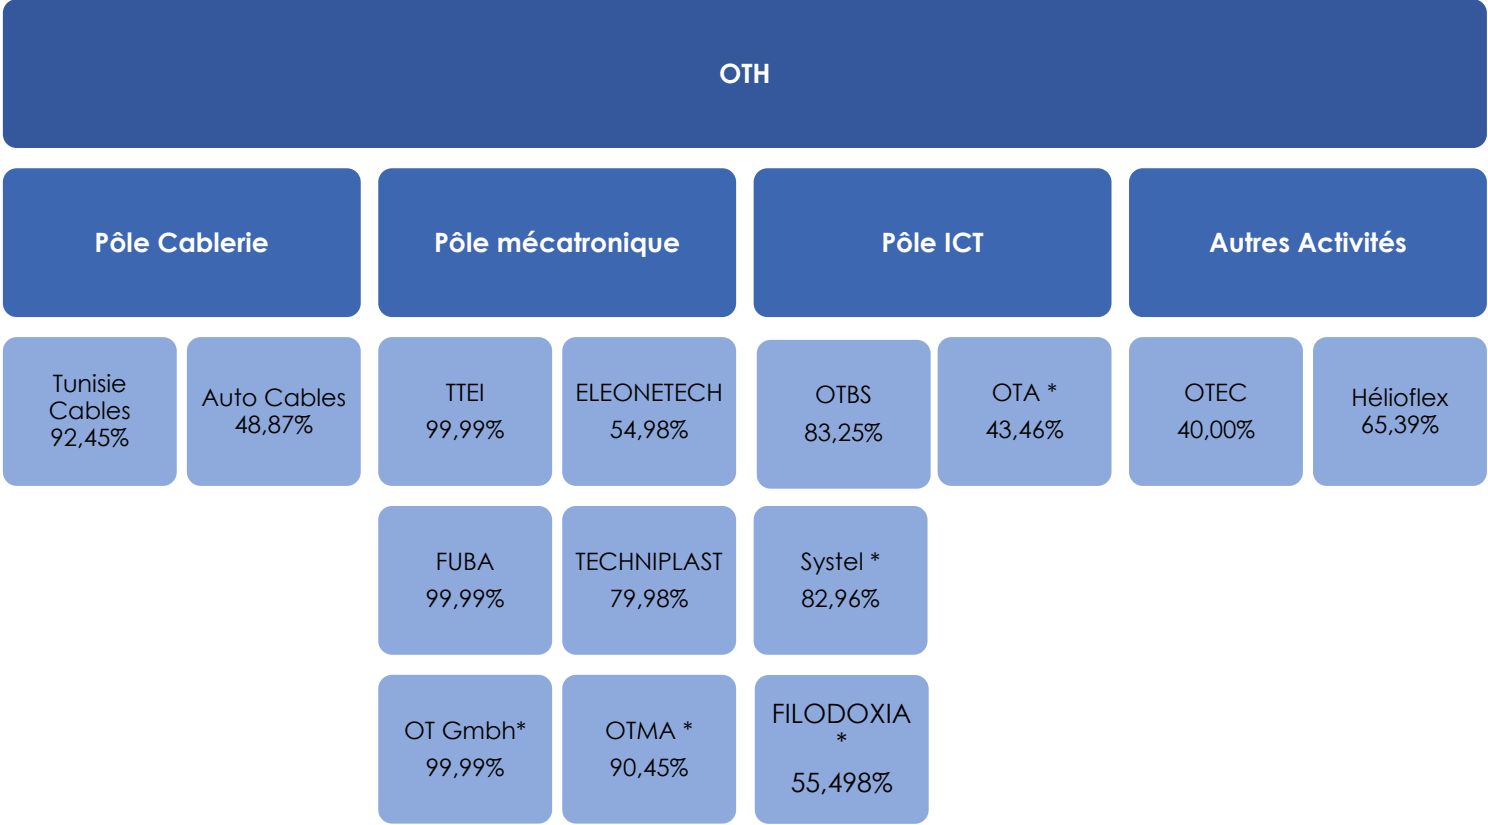 OTH
Pôle Cablerie
Pôle mécatronique
Pôle ICT
Autres Activités
Tunisie
Cables
92,45%
Auto Cables
48,87%
TTEI
99,99%
ELEONETECH
54,98%
OTBS
83,25%
OTA *
43,46%
OTEC
40,00%
Hélioflex
65,39%
FUBA
99,99%
TECHNIPLAST
79,98%
Systel *
82,96%
OT Gmbh*
99,99%
OTMA *
90,45%
FILODOXIA
*
55,498%